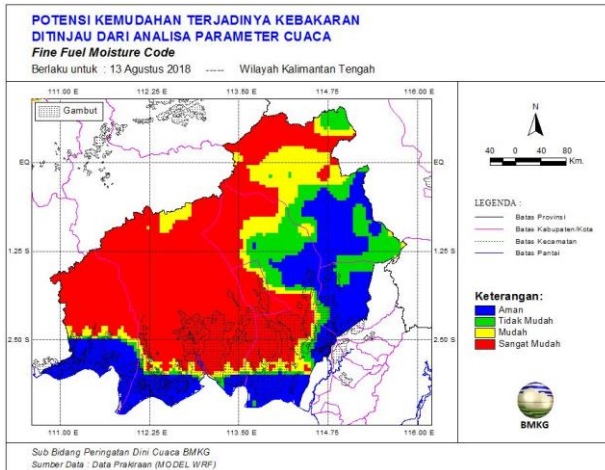 POTENSI KEMUDAHAN TERJADINYA KEBAKARAN
DITINJAU DARI ANALISA PARAMETER CUACA
Fine Fuel Moisture Code
Berlaku untuk : 13 Agustus 2018 ----- Wilayah Kalimantan Tengah
111.00 E 112.25 E 113.50 E 114.75 E 116.00 E
Gambut
N
EQ EQ
40 0 40 80
Km.
LEGENDA :
Batas Provinsi
Batas Kabupaten/Kota
Batas Kecamatan
Batas Pantai
1.25 S 1.25 S
Keterangan:
Aman
Tidak Mudah
Mudah
Sangat Mudah
2.50 S 2.50 S
BMKG
111.00 E 112.25 E 113.50 E 114.75 E 116.00 E
Sub Bidang Peringatan Dini Cuaca BMKG
Sumber Data : Data Prakiraan (MODEL WRF)